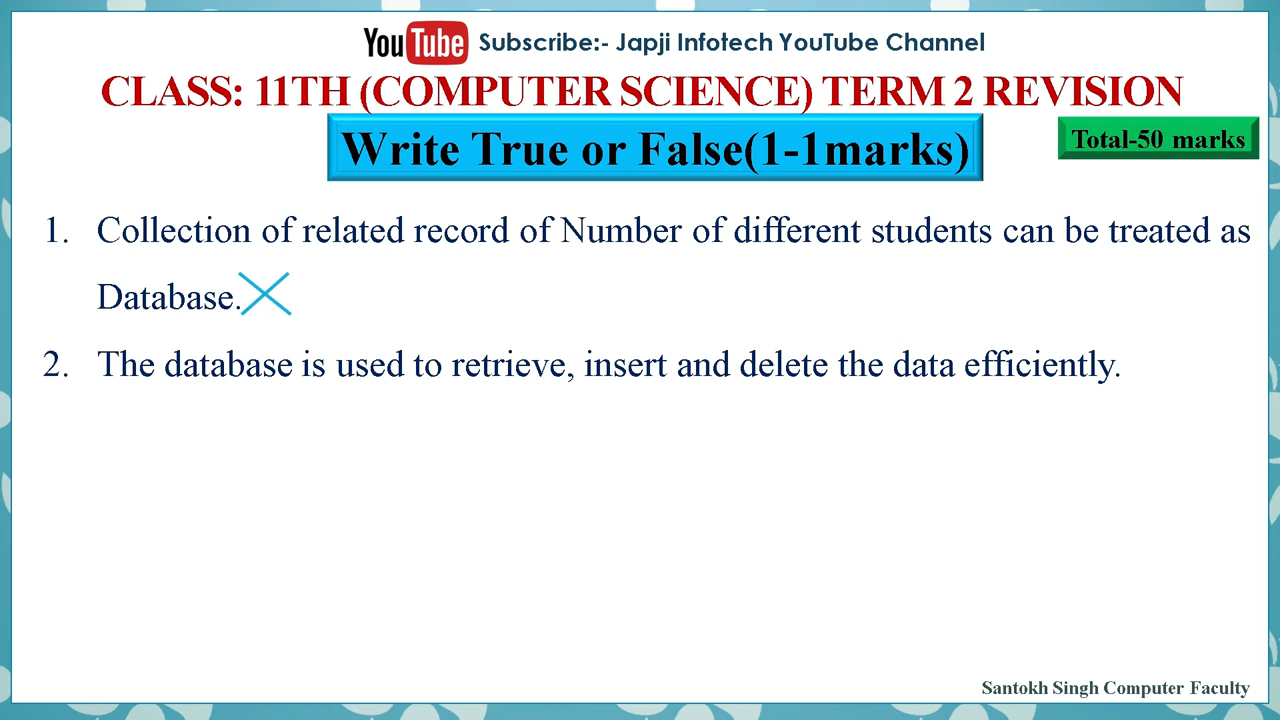 YouTube Subscribe:- Japji Infotech YouTube Channel
CLASS: 11TH (COMPUTER SCIENCE) TERM 2 REVISION
Write True or False(1-1marks)
Total-50 marks
1. Collection of related record of Number of different students can be treated as
Database.
2. The database is used to retrieve, insert and delete the data efficiently.
Santokh Singh Computer Faculty